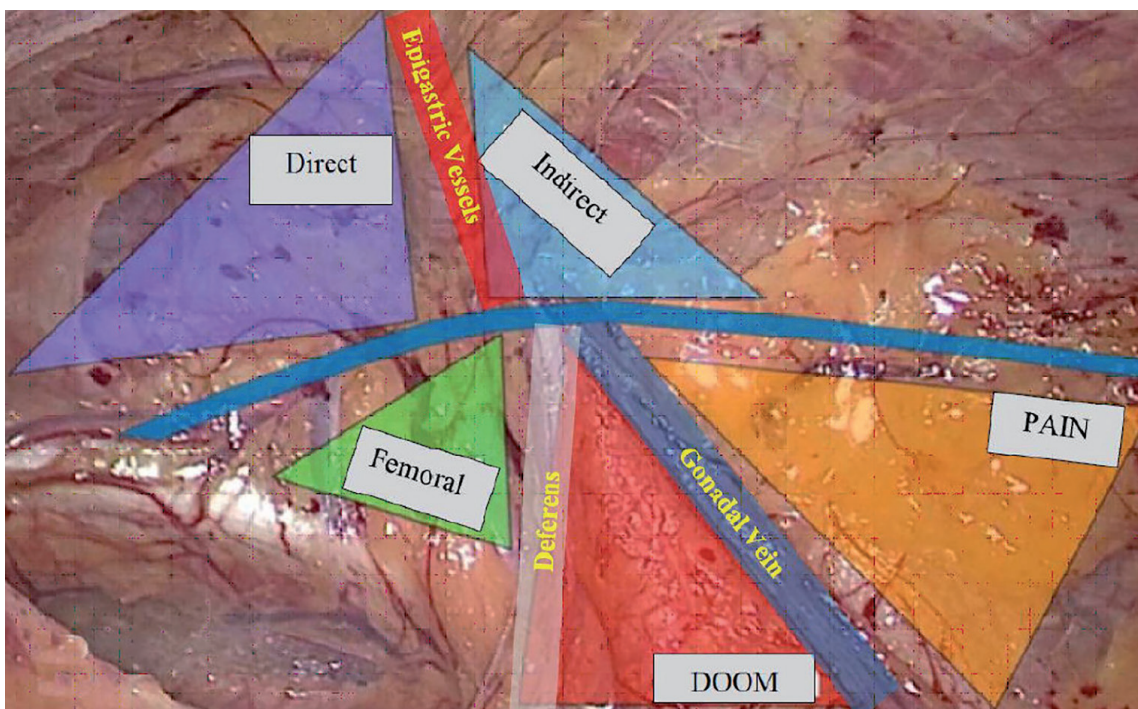 Epigastric Vessels
Direct
Indirect
PAIN
Femoral
Deferens
Gonadal Vein
DOOM